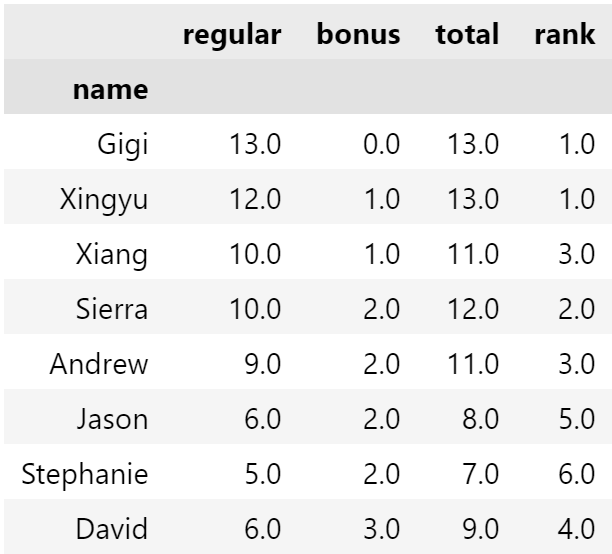 regular bonus total rank
name
Gigi 13.0 0.0 13.0 1.0
Xingyu 12.0 1.0 13.0 1.0
Xiang 10.0 1.0 11.0 3.0
Sierra 10.0 2.0 12.0 2.0
Andrew 9.0 2.0 11.0 3.0
Jason 6.0 2.0 8.0 5.0
Stephanie 5.0 2.0 7.0 6.0
David 6.0 3.0 9.0 4.0